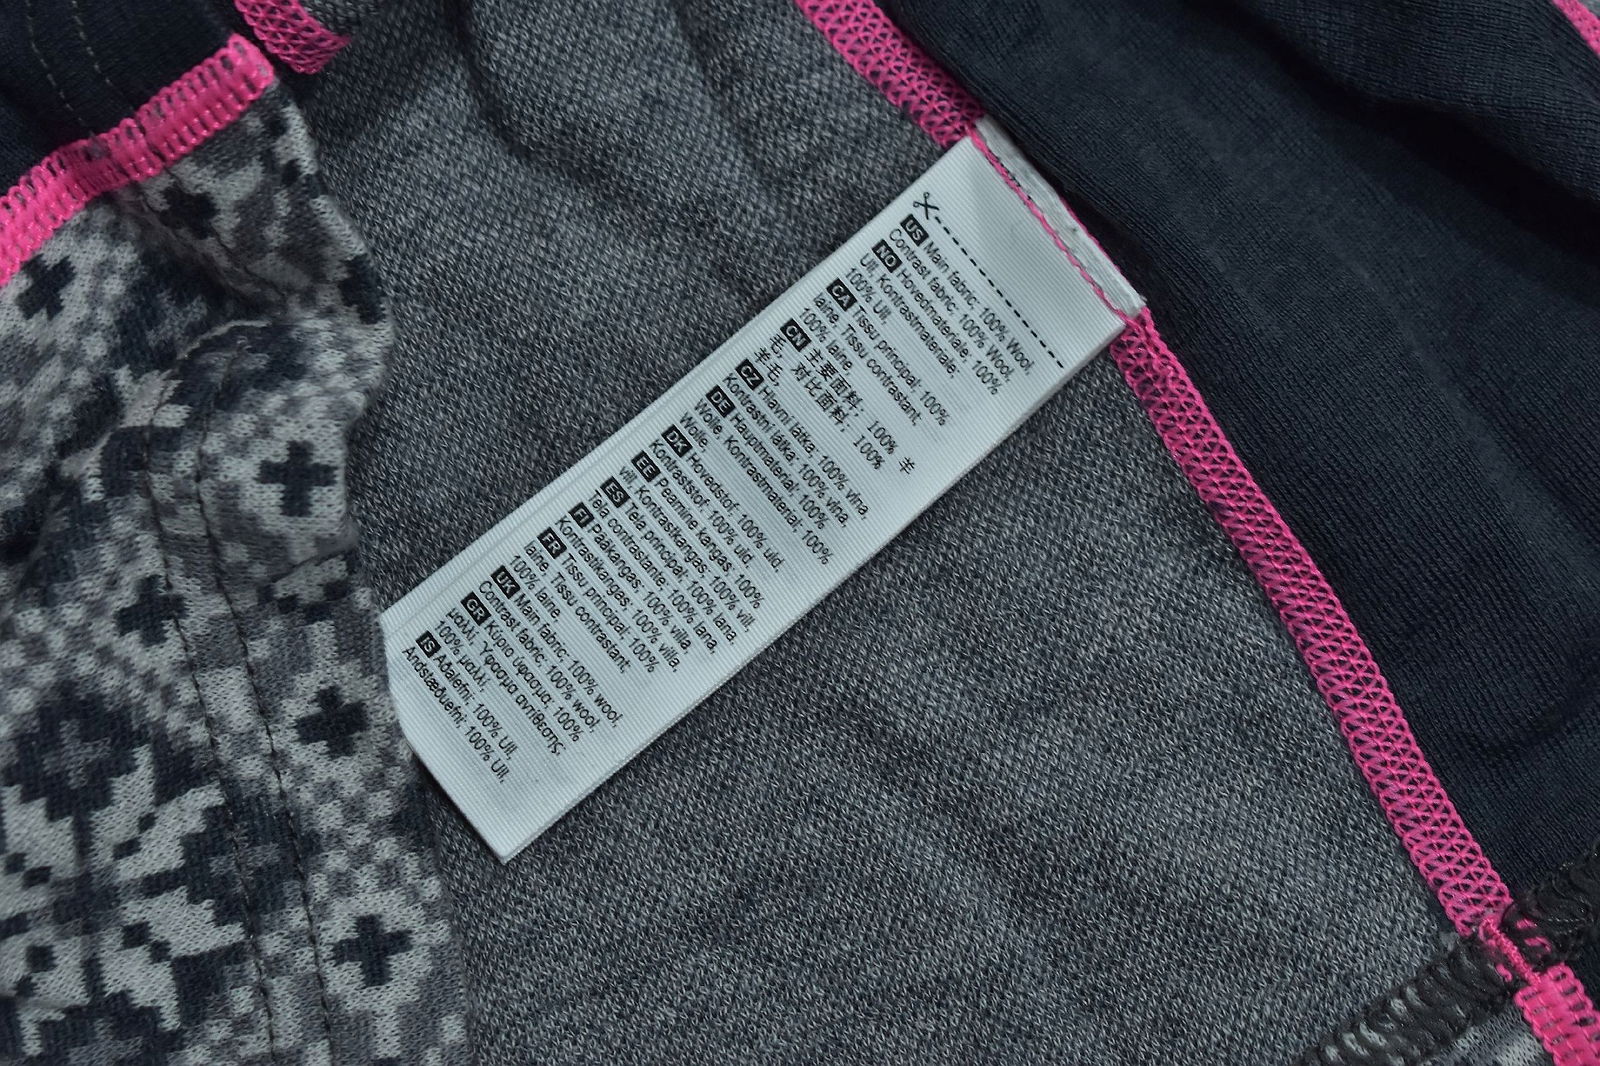 US Main fabric; 100% Wool,
Contrast fabric; 100% Wool,
NO Hovedmateriale; 100%
Ull, Kontrastmateriale;
100% Ull,
CA Tissu principal: 100%
laine, Tissu contrastant,
100% laine,
CN 主要面料: 100% 羊
毛, 对比面料: 100%
羊毛,
CZ Hlavní látka, 100% vlna,
Kontrastní látka, 100% vlna,
DE Hauptmaterial; 100%
Wolle, Kontrastmaterial; 100%
Wolle,
DK Hovedstof; 100% uld,
Kontraststof; 100% uld,
EE Peamine kangas, 100%
vill, Kontrastkangas, 100% vill,
ES Tela principal; 100% lana,
Tela contrastante; 100% lana,
FI Pääkangas; 100% villa,
Kontrastikangas; 100% villa,
FR Tissu principal; 100%
laine, Tissu contrastant;
100% laine,
UK Main fabric; 100% wool,
Contrast fabric; 100% wool,
GR Κύριο ύφασμα; 100%
μαλλί, Ύφασμα αντίθεσης;
100% μαλλί,
IS Aðalefni; 100% Ull,
Andstæðuefni; 100% Ull,